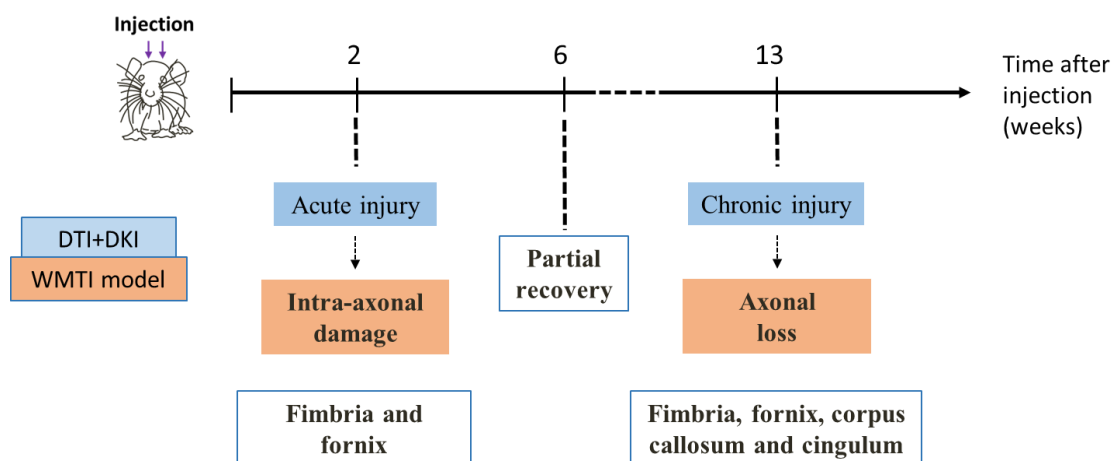 Injection
2
6
13
Time after
injection
(weeks)
Acute injury
Chronic injury
DTI+DKI
WMTI model
Partial
recovery
Intra-axonal
damage
Axonal
loss
Fimbria and
fornix
Fimbria, fornix, corpus
callosum and cingulum